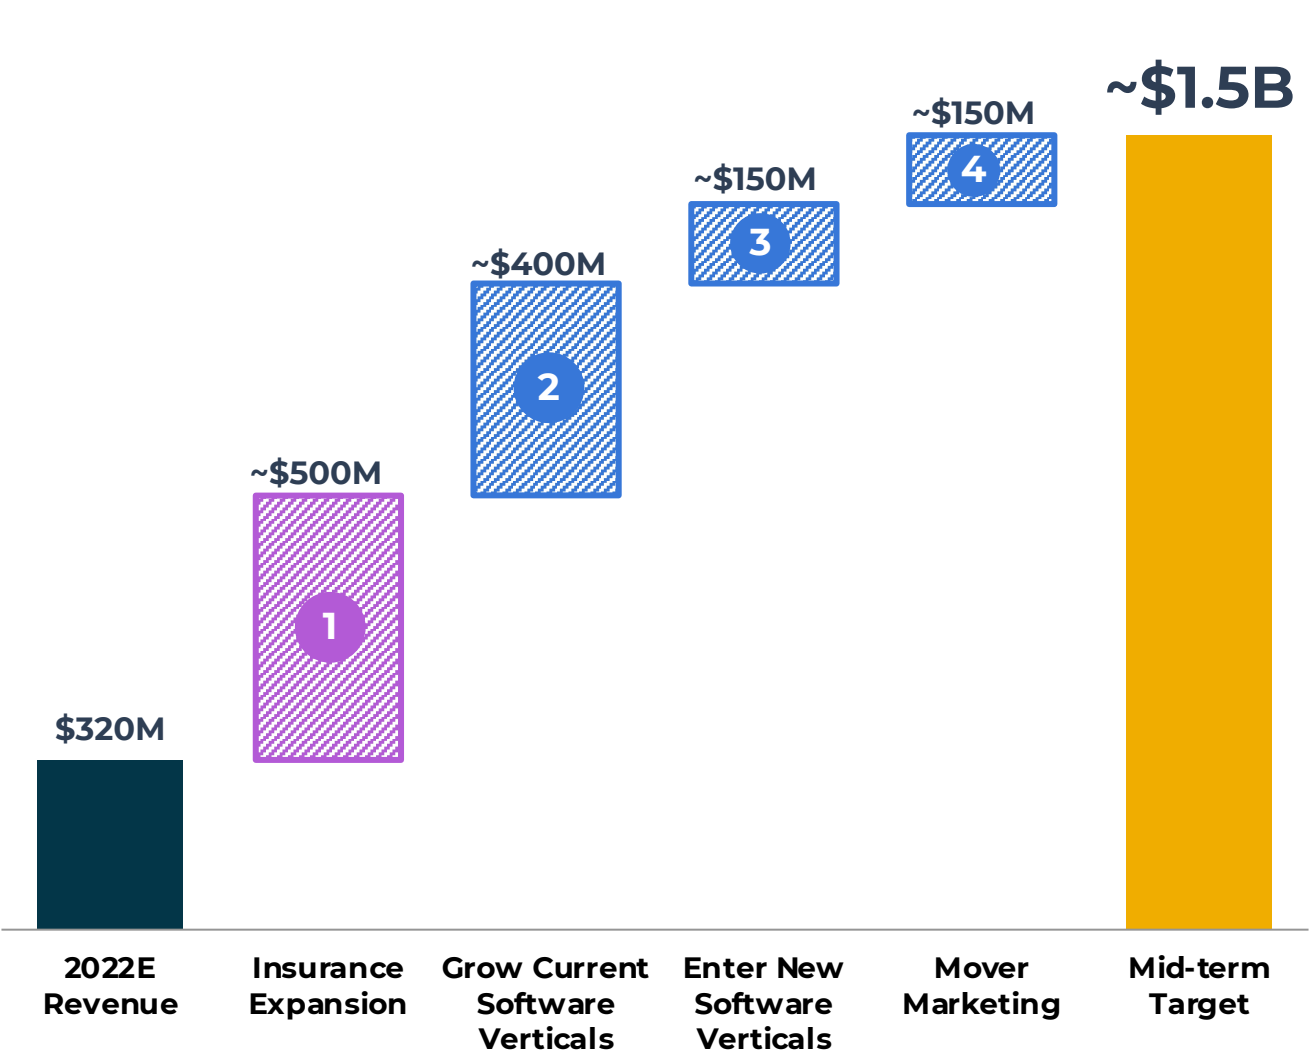 ~$1.5B
~$150M
4
~$150M
3
~$400M
2
~$500M
1
$320M
2022E
Revenue
Insurance
Expansion
Grow Current
Software
Verticals
Enter New
Software
Verticals
Mover
Marketing
Mid-term
Target